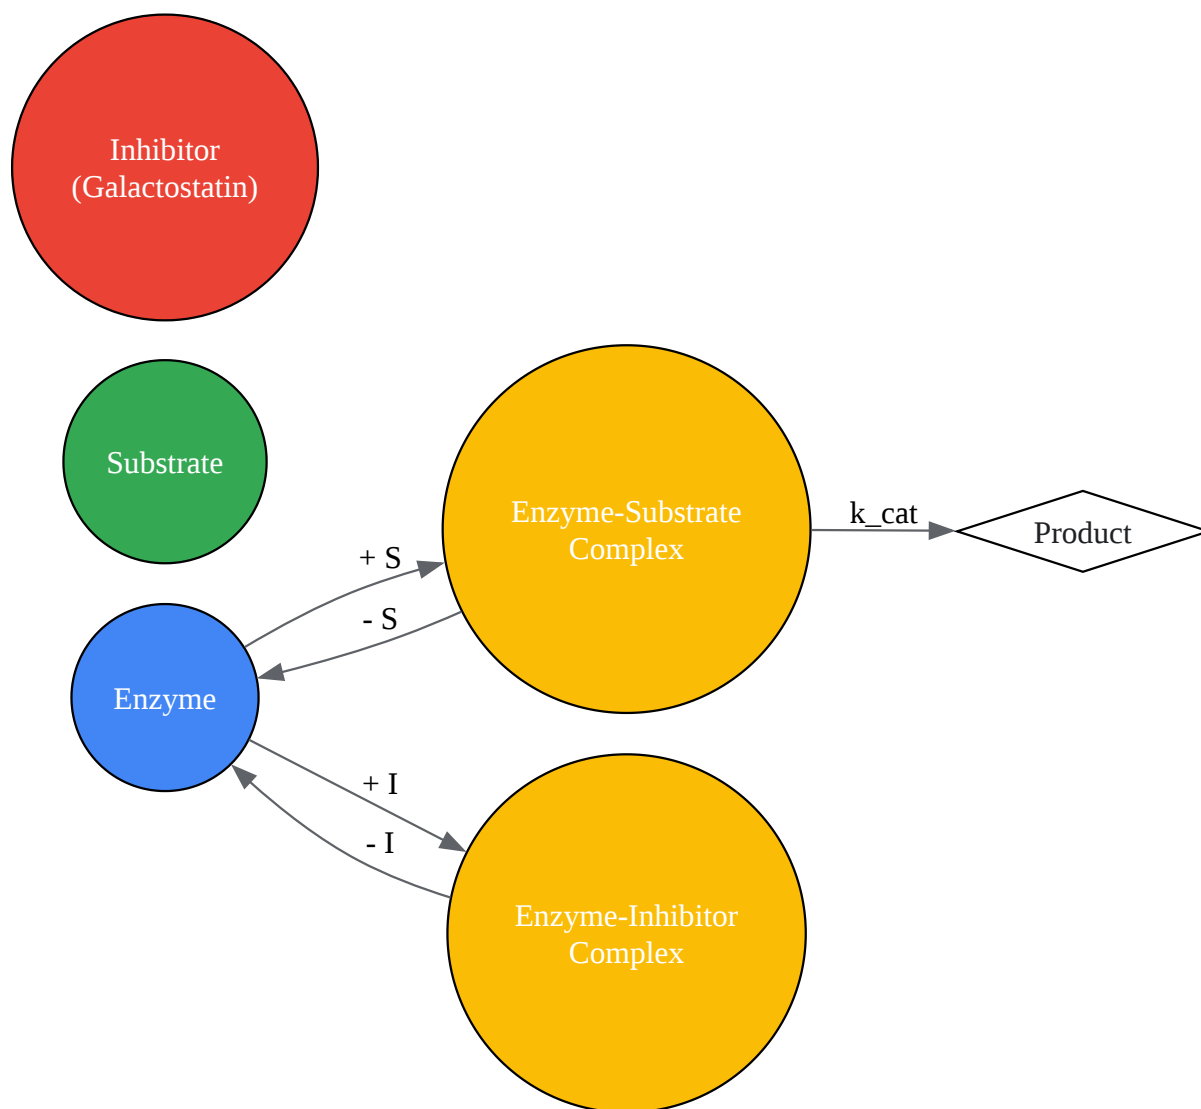 Inhibitor
(Galactostatin)
Substrate
Enzyme-Substrate
Complex
k_cat
Product
+ S
- S
Enzyme
+ I
- I
Enzyme-Inhibitor
Complex